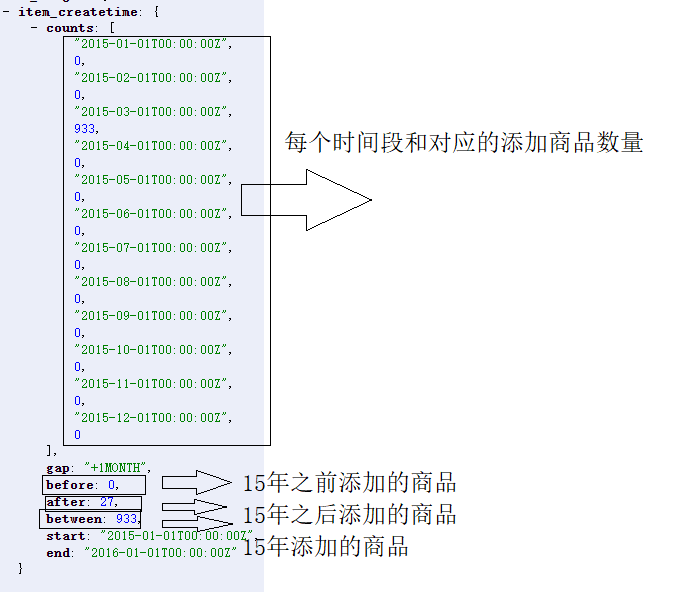 - item_createtime: {
- counts: [
"2015-01-01T00:00:00Z",
0,
"2015-02-01T00:00:00Z",
0,
"2015-03-01T00:00:00Z",
933,
"2015-04-01T00:00:00Z",
0,
"2015-05-01T00:00:00Z",
0,
"2015-06-01T00:00:00Z",
0,
"2015-07-01T00:00:00Z",
0,
"2015-08-01T00:00:00Z",
0,
"2015-09-01T00:00:00Z",
0,
"2015-10-01T00:00:00Z",
0,
"2015-11-01T00:00:00Z",
0,
"2015-12-01T00:00:00Z",
0
],
gap: "+1MONTH",
before: 0,
after: 27,
between: 933,
start: "2015-01-01T00:00:00Z",
end: "2016-01-01T00:00:00Z"
}
每个时间段和对应的添加商品数量
15年之前添加的商品
15年之后添加的商品
15年添加的商品